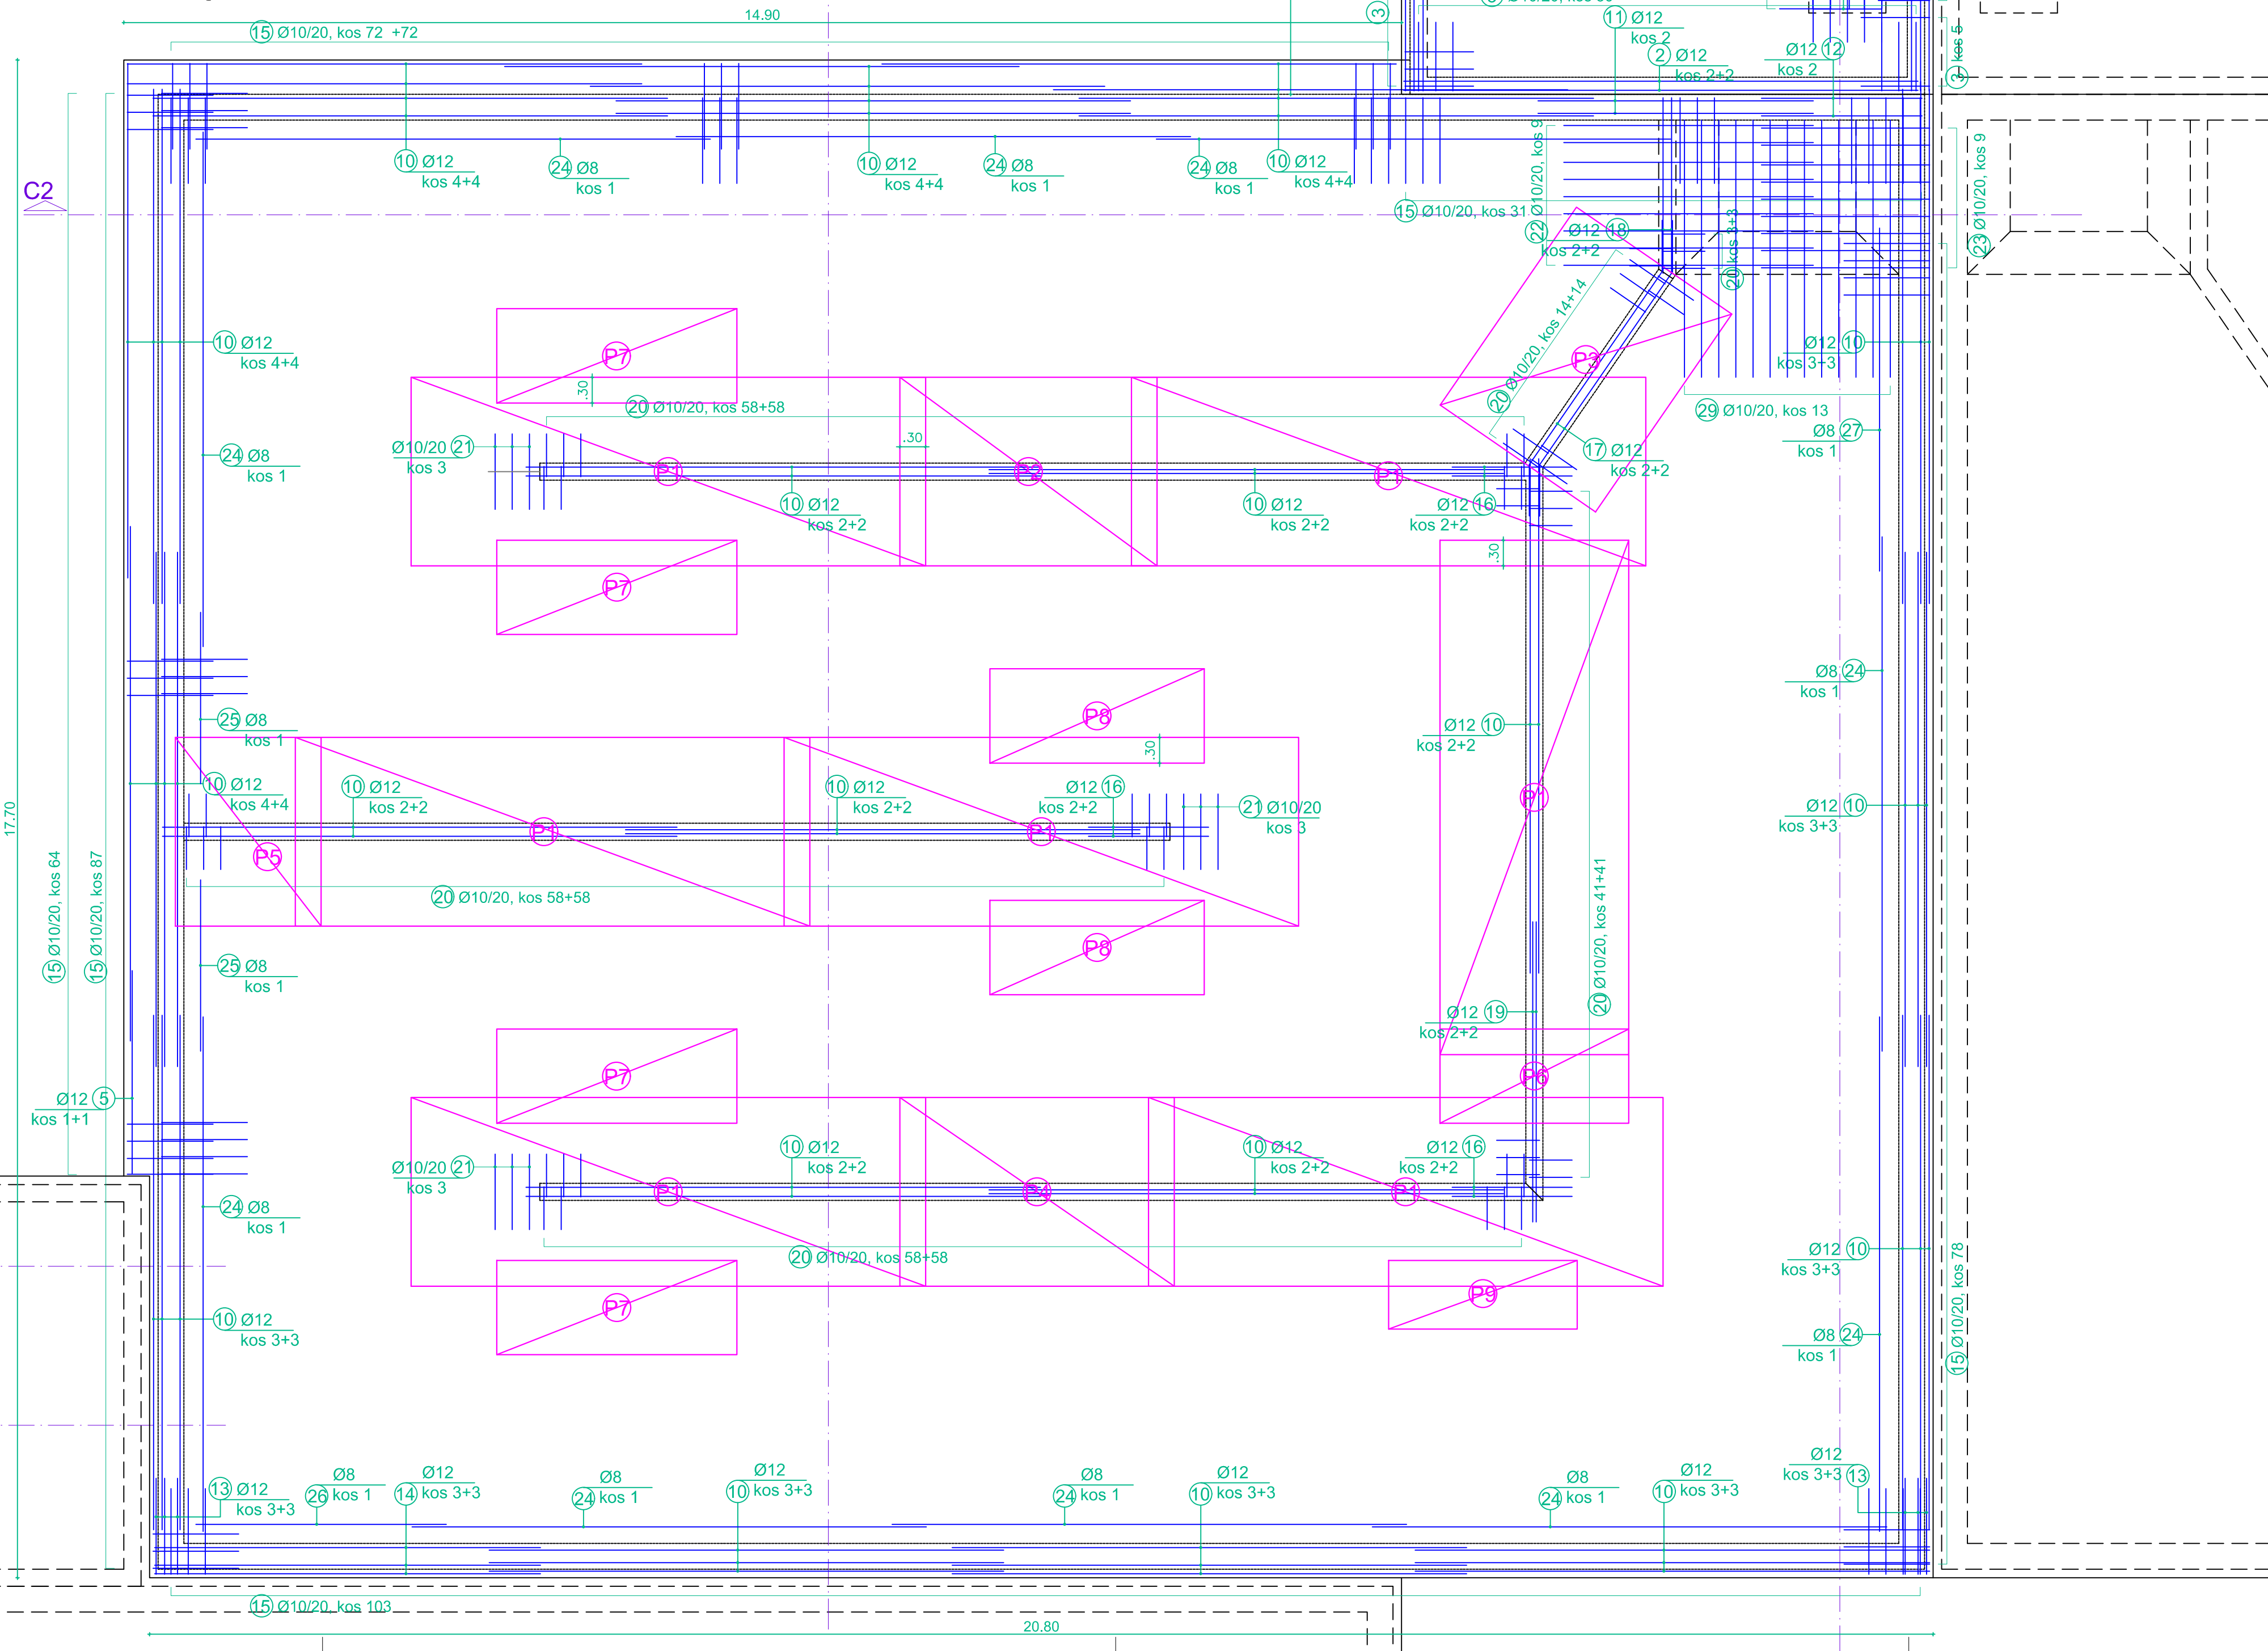 14.90
15 Ø10/20, kos 72 +72
3
11 Ø12
kos 2
2 Ø12
kos 2+2
Ø12 12
kos 2
3 kos 5
10 Ø12
kos 4+4
24 Ø8
kos 1
10 Ø12
kos 4+4
24 Ø8
kos 1
24 Ø8
kos 1
10 Ø12
kos 4+4
C2
15 Ø10/20, kos 31
22 Ø10/20, kos 9
Ø12 18
kos 2+2
20 kos 3+3
23 Ø10/20, kos 9
10 Ø12
kos 4+4
P7
.30
20 Ø10/20, kos 58+58
.30
20 Ø10/20, kos 14+14
P3
Ø12 10
kos 3+3
29 Ø10/20, kos 13
Ø8 27
kos 1
24 Ø8
kos 1
Ø10/20 21
kos 3
P1
P2
P1
17 Ø12
kos 2+2
10 Ø12
kos 2+2
10 Ø12
kos 2+2
Ø12 16
kos 2+2
.30
P7
Ø8 24
kos 1
25 Ø8
kos 1
P8
.30
Ø12 10
kos 2+2
10 Ø12
kos 4+4
10 Ø12
kos 2+2
10 Ø12
kos 2+2
Ø12 16
kos 2+2
21 Ø10/20
kos 3
P1
Ø12 10
kos 3+3
17.70
P5
P1
P1
15 Ø10/20, kos 64
15 Ø10/20, kos 87
20 Ø10/20, kos 58+58
20 Ø10/20, kos 41+41
P8
25 Ø8
kos 1
Ø12 19
kos 2+2
P7
P6
Ø12 5
kos 1+1
Ø10/20 21
kos 3
10 Ø12
kos 2+2
10 Ø12
kos 2+2
Ø12 16
kos 2+2
P1
P4
P1
24 Ø8
kos 1
20 Ø10/20, kos 58+58
Ø12 10
kos 3+3
15 Ø10/20, kos 78
P7
P9
10 Ø12
kos 3+3
Ø8 24
kos 1
13 Ø12
kos 3+3
Ø8
26 kos 1
Ø12
14 kos 3+3
Ø8
24 kos 1
Ø12
10 kos 3+3
Ø8
24 kos 1
Ø12
10 kos 3+3
Ø8
24 kos 1
Ø12
10 kos 3+3
Ø12
kos 3+3 13
15 Ø10/20, kos 103
20.80